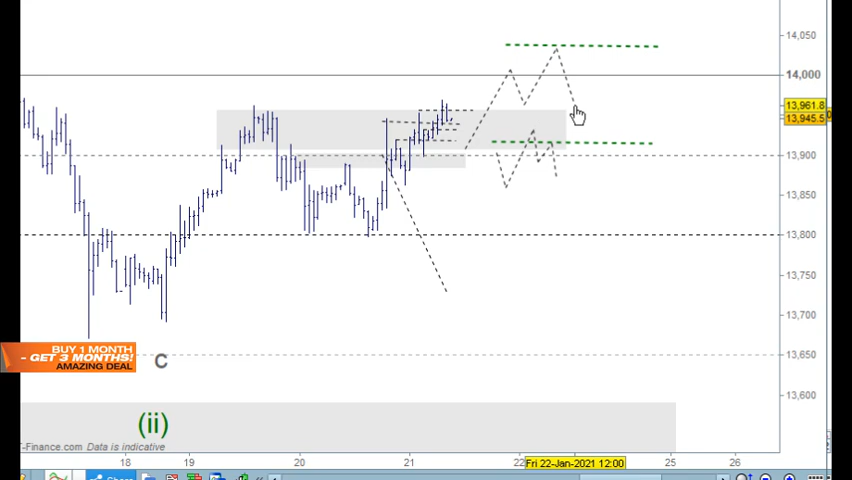 14,050
14,000
13,961.8
13,945.5
13,900
13,850
13,800
13,750
13,700
BUY 1 MONTH
- GET 3 MONTHS!
AMAZING DEAL
C
13,650
13,600
(ii)
-Finance.com Data is indicative
18 19 20 21 22 Fri 22-Jan-2021 12:00 25 26
Share